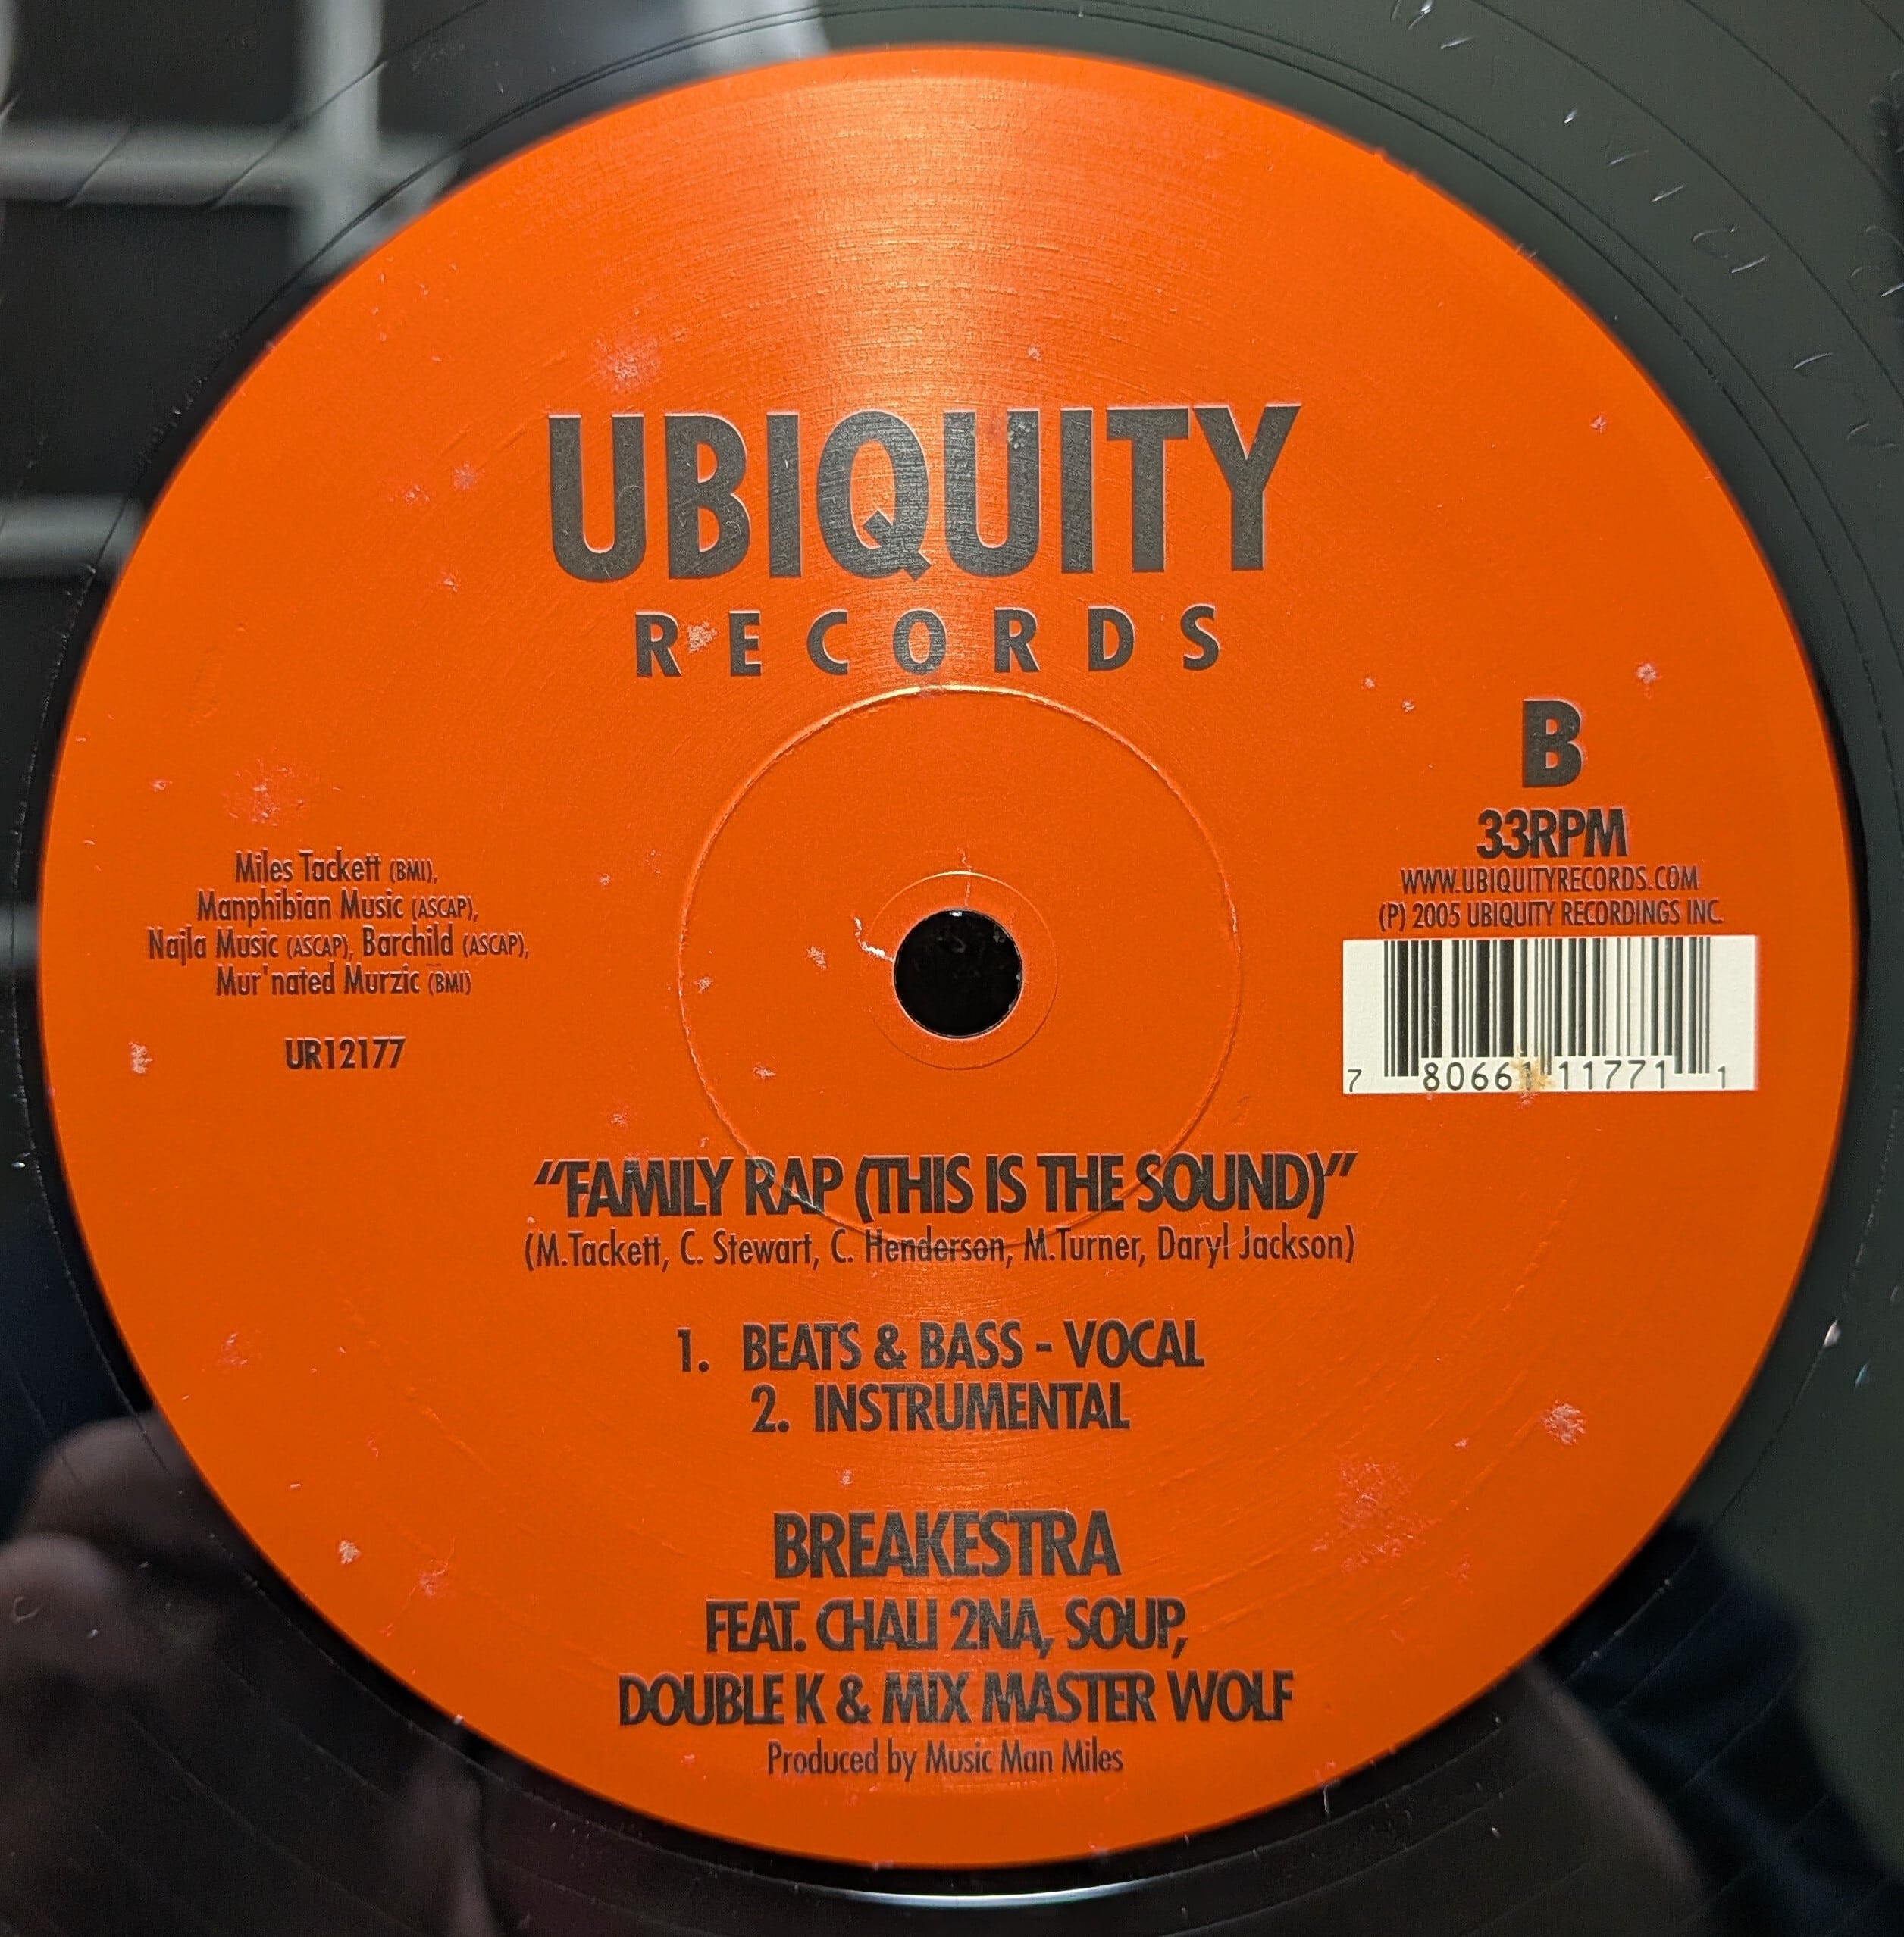 UBIQUITY
RECORDS
B
33RPM
WWW.UBIQUITYRECORDS.COM
(P) 2005 UBIQUITY RECORDINGS INC.
7 80661 11771 1
Miles Tackett (BMI),
Manphibian Music (ASCAP),
Najla Music (ASCAP), Barchild (ASCAP),
Mur'nated Murzic (BMI)
UR12177
"FAMILY RAP (THIS IS THE SOUND)"
(M.Tackett, C. Stewart, C. Henderson, M.Turner, Daryl Jackson)
1. BEATS & BASS - VOCAL
2. INSTRUMENTAL
BREAKESTRA
FEAT. CHALI 2NA, SOUP,
DOUBLE K & MIX MASTER WOLF
Produced by Music Man Miles